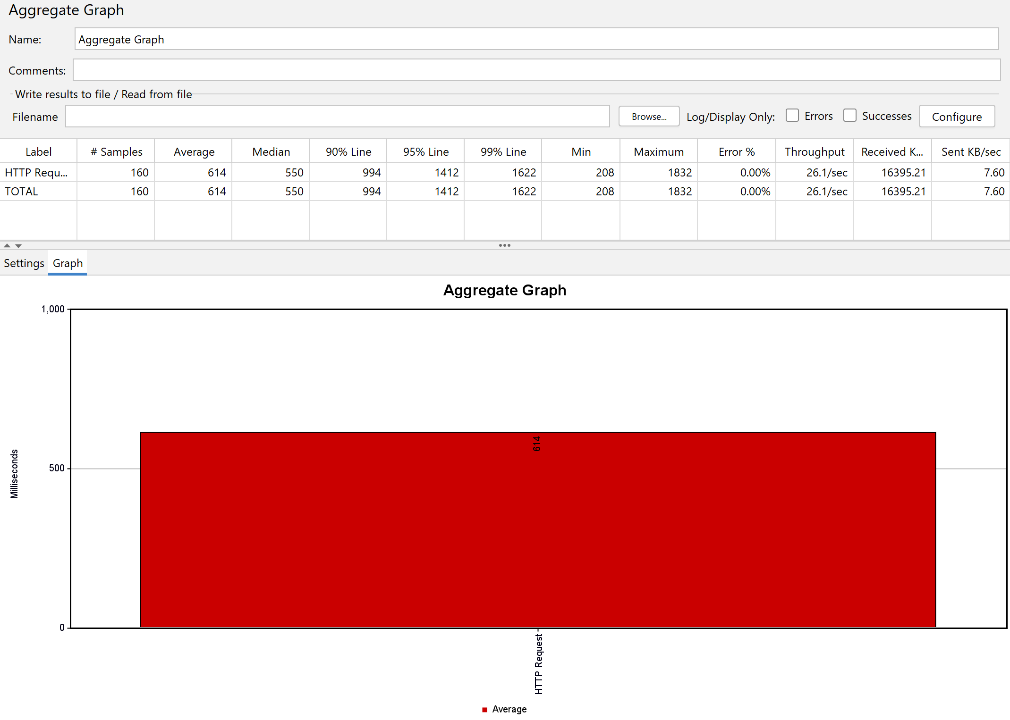 Aggregate Graph
Name: Aggregate Graph
Comments:
Write results to file / Read from file
Filename Browse... Log/Display Only: Errors Successes Configure
Label # Samples Average Median 90% Line 95% Line 99% Line Min Maximum Error % Throughput Received K... Sent KB/sec
HTTP Requ... 160 614 550 994 1412 1622 208 1832 0.00% 26.1/sec 16395.21 7.60
TOTAL 160 614 550 994 1412 1622 208 1832 0.00% 26.1/sec 16395.21 7.60
Settings Graph
Aggregate Graph
1,000
614
Milliseconds
500
0
HTTP Request
Average